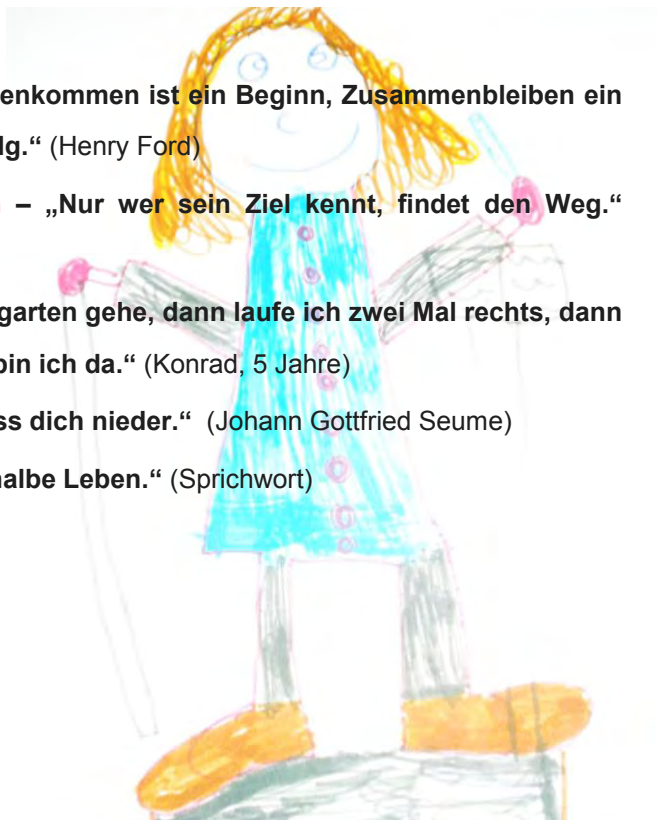 enkommen ist ein Beginn, Zusammenbleiben ein
lg.“ (Henry Ford)
– „Nur wer sein Ziel kennt, findet den Weg.“
garten gehe, dann laufe ich zwei Mal rechts, dann
bin ich da.“ (Konrad, 5 Jahre)
ss dich nieder.“ (Johann Gottfried Seume)
halbe Leben.“ (Sprichwort)